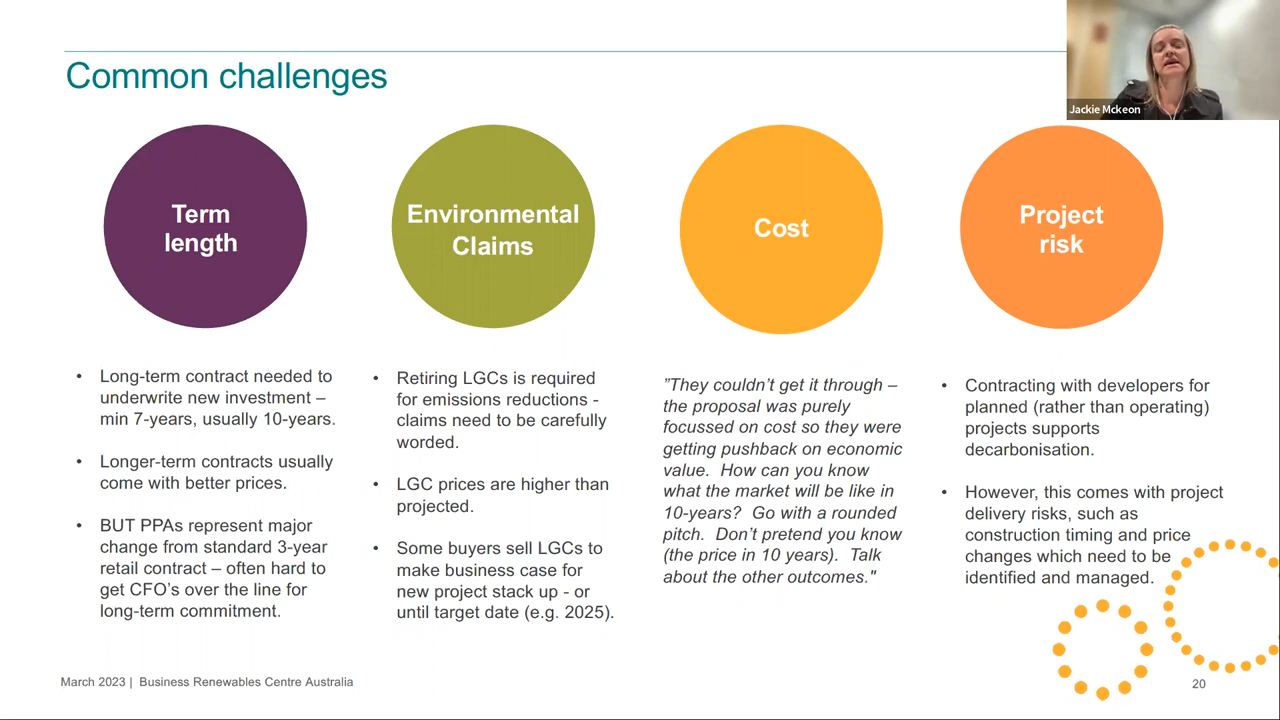 Common challenges
Jackie Mckeon
Term
length
Environmental
Claims
Cost
Project
risk
• Long-term contract needed to
underwrite new investment –
min 7-years, usually 10-years.
• Longer-term contracts usually
come with better prices.
• BUT PPAs represent major
change from standard 3-year
retail contract – often hard to
get CFO's over the line for
long-term commitment.
• Retiring LGCs is required
for emissions reductions -
claims need to be carefully
worded.
• LGC prices are higher than
projected.
• Some buyers sell LGCs to
make business case for
new project stack up - or
until target date (e.g. 2025).
"They couldn't get it through –
the proposal was purely
focussed on cost so they were
getting pushback on economic
value. How can you know
what the market will be like in
10-years? Go with a rounded
pitch. Don't pretend you know
(the price in 10 years). Talk
about the other outcomes."
• Contracting with developers for
planned (rather than operating)
projects supports
decarbonisation.
• However, this comes with project
delivery risks, such as
construction timing and price
changes which need to be
identified and managed.
March 2023 | Business Renewables Centre Australia
20